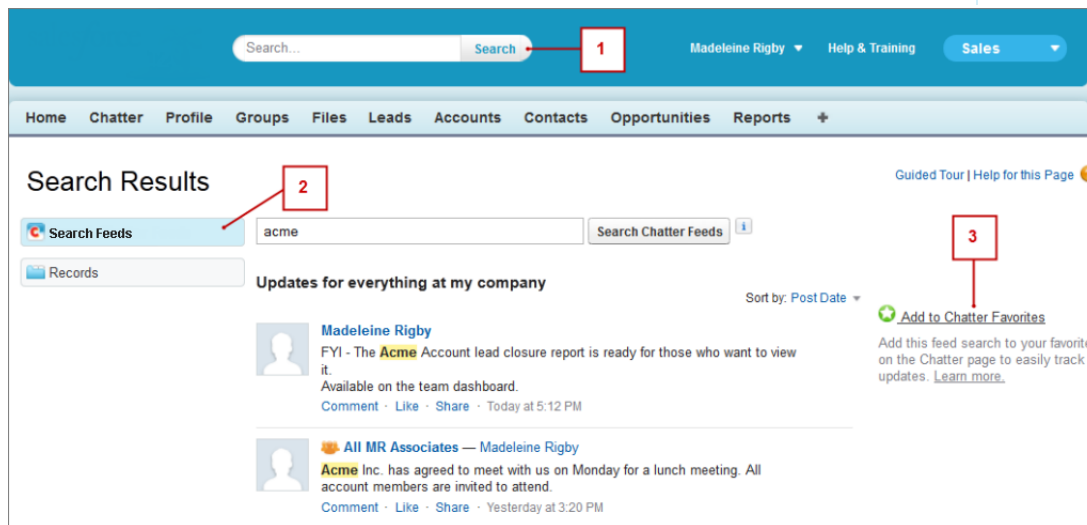 Search... Search 1 Madeleine Rigby Help & Training Sales
Home Chatter Profile Groups Files Leads Accounts Contacts Opportunities Reports +
Search Results
2
Guided Tour | Help for this Page
Search Feeds
acme Search Chatter Feeds i
3
Records
Updates for everything at my company
Sort by: Post Date
Add to Chatter Favorites
Add this feed search to your favorite
on the Chatter page to easily track
updates. Learn more.
Madeleine Rigby
FYI - The Acme Account lead closure report is ready for those who want to view
it.
Available on the team dashboard.
Comment · Like · Share · Today at 5:12 PM
All MR Associates — Madeleine Rigby
Acme Inc. has agreed to meet with us on Monday for a lunch meeting. All
account members are invited to attend.
Comment · Like · Share · Yesterday at 3:20 PM